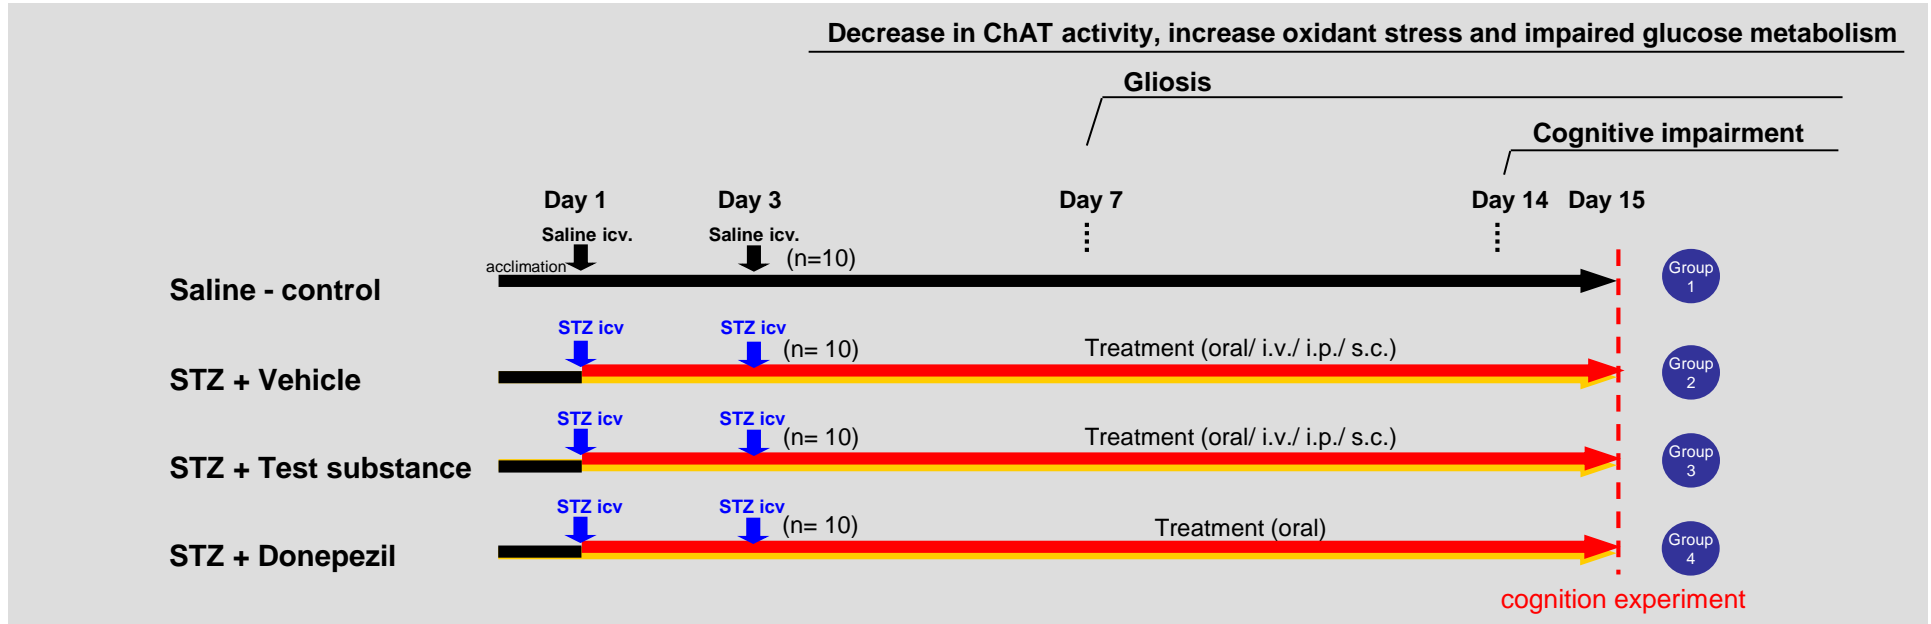 Decrease in ChAT activity, increase oxidant stress and impaired glucose metabolism
Gliosis
Cognitive impairment
Day 1 Day 3 Day 7 Day 14 Day 15
Saline icv. Saline icv.
acclimation (n=10)
Saline - control
Group
1
STZ icv STZ icv
(n= 10) Treatment (oral/ i.v./ i.p./ s.c.)
STZ + Vehicle
Group
2
STZ icv STZ icv
(n= 10) Treatment (oral/ i.v./ i.p./ s.c.)
STZ + Test substance
Group
3
STZ icv STZ icv
(n= 10) Treatment (oral)
STZ + Donepezil
Group
4
cognition experiment